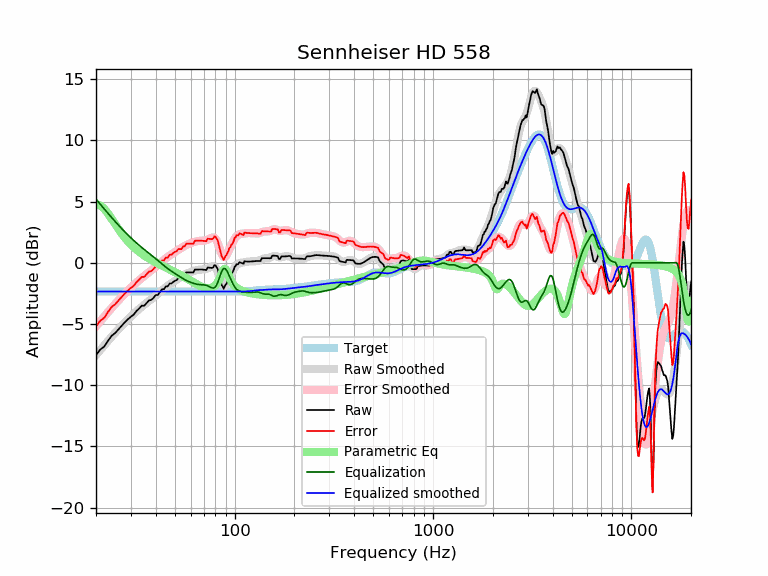 Sennheiser HD 558
Amplitude (dBr)
15
10
5
0
−5
−10
−15
−20
Target
Raw Smoothed
Error Smoothed
Raw
Error
Parametric Eq
Equalization
Equalized smoothed
100
1000
10000
Frequency (Hz)